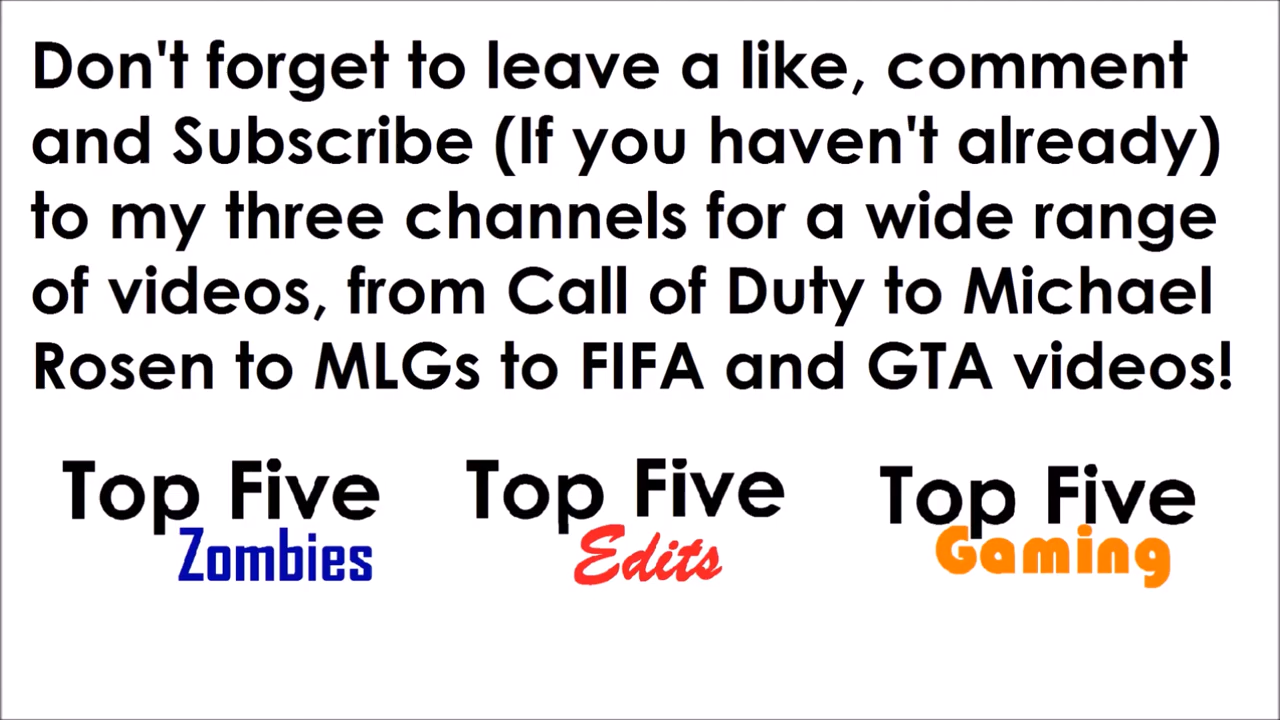 Don't forget to leave a like, comment
and Subscribe (If you haven't already)
to my three channels for a wide range
of videos, from Call of Duty to Michael
Rosen to MLGs to FIFA and GTA videos!
Top Five
Zombies
Top Five
Edits
Top Five
Gaming